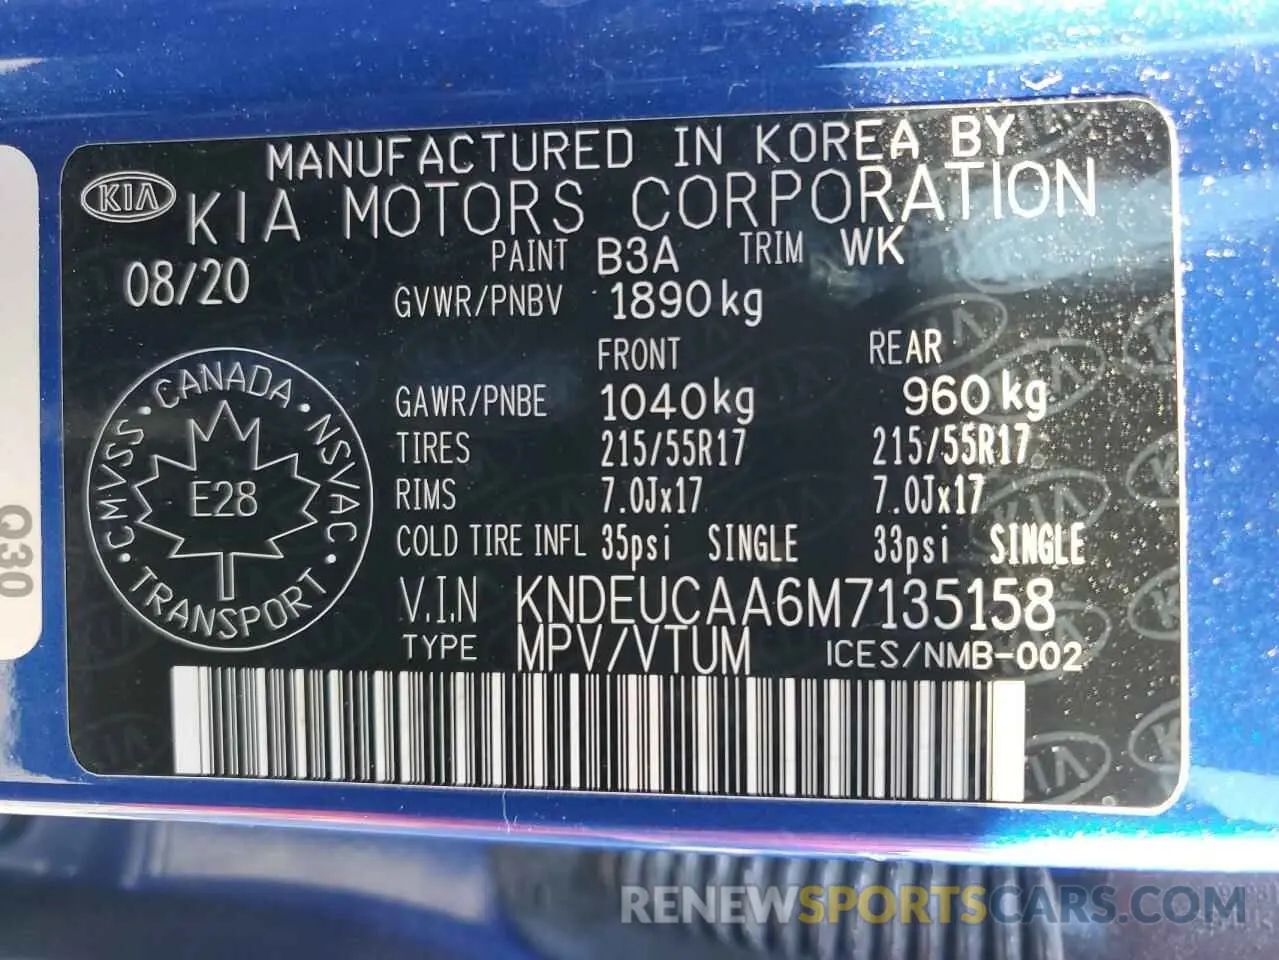 MANUFACTURED IN KOREA BY
KIA KIA MOTORS CORPORATION
08/20 PAINT B3A TRIM WK
GVWR/PNBV 1890kg
FRONT REAR
GAWR/PNBE 1040kg 960kg
TIRES 215/55R17 215/55R17
RIMS 7.0Jx17 7.0Jx17
COLD TIRE INFL 35psi SINGLE 33psi SINGLE
V.I.N KNDEUCAA6M7135158
TYPE MPV/VTUM ICES/NMB-002
CANADA · NSVAC · TRANSPORT · CMVSS ·
E28
Q30
RENEWSPORTSCARS.COM